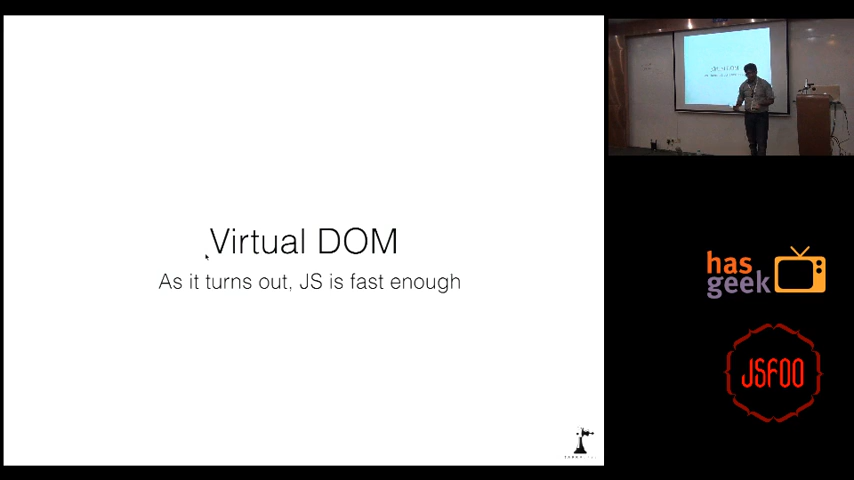 Virtual DOM
As it turns out, JS is fast enough
has
geek
JSFOO